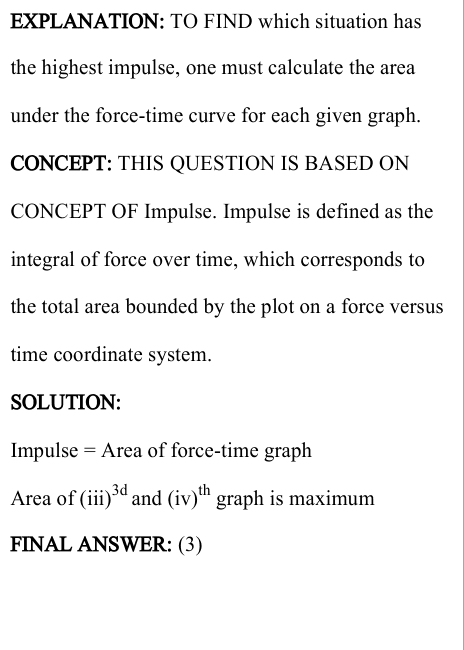 EXPLANATION: TO FIND which situation has
the highest impulse, one must calculate the area
under the force-time curve for each given graph.
CONCEPT: THIS QUESTION IS BASED ON
CONCEPT OF Impulse. Impulse is defined as the
integral of force over time, which corresponds to
the total area bounded by the plot on a force versus
time coordinate system.
SOLUTION:
Impulse = Area of force-time graph
Area of (iii)3d and (iv)th graph is maximum
FINAL ANSWER: (3)